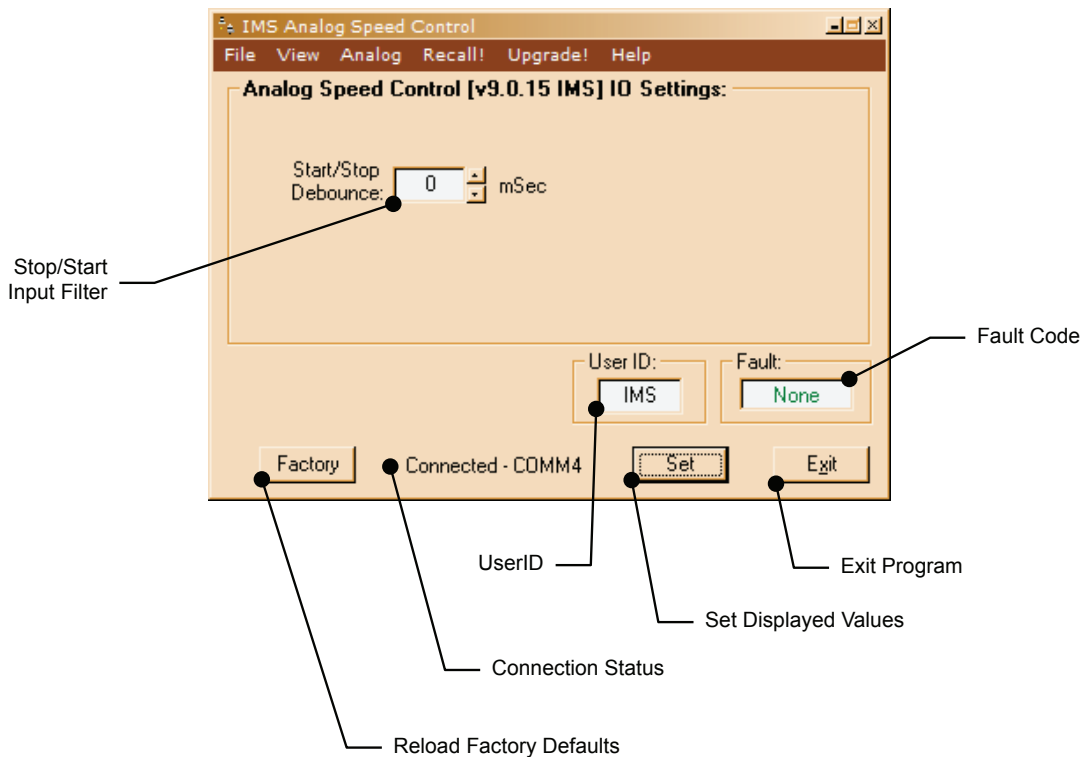 IMS Analog Speed Control
File View Analog Recall! Upgrade! Help
Analog Speed Control [v9.0.15 IMS] IO Settings:
Start/Stop
Debounce:
0
mSec
Stop/Start
Input Filter
Fault Code
User ID:
IMS
Fault:
None
Factory
Connected - COMM4
Set
Exit
UserID
Exit Program
Set Displayed Values
Connection Status
Reload Factory Defaults